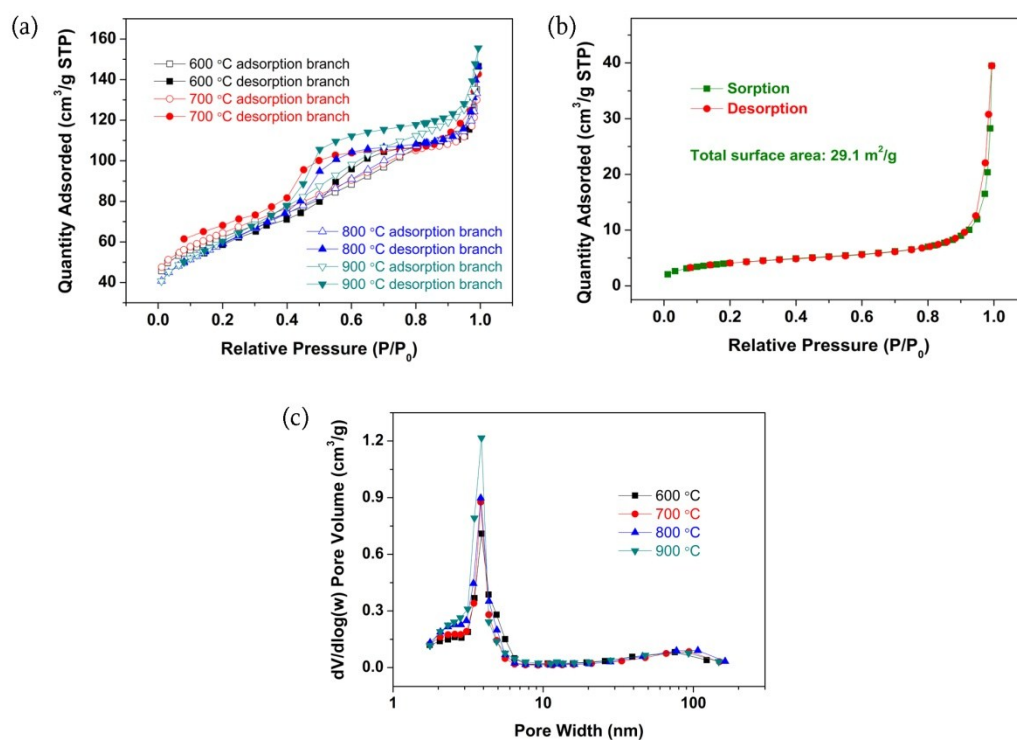 (a)
Quantity Adsorded (cm³/g STP)
160
140
120
100
80
60
40
600 °C adsorption branch
600 °C desorption branch
700 °C adsorption branch
700 °C desorption branch
800 °C adsorption branch
800 °C desorption branch
900 °C adsorption branch
900 °C desorption branch
0.0 0.2 0.4 0.6 0.8 1.0
Relative Pressure (P/P₀)
(b)
Quantity Adsorbed (cm³/g STP)
40
30
20
10
0
Sorption
Desorption
Total surface area: 29.1 m²/g
0.0 0.2 0.4 0.6 0.8 1.0
Relative Pressure (P/P₀)
(c)
dV/dlog(w) Pore Volume (cm³/g)
1.2
0.9
0.6
0.3
0.0
600 °C
700 °C
800 °C
900 °C
1 10 100
Pore Width (nm)